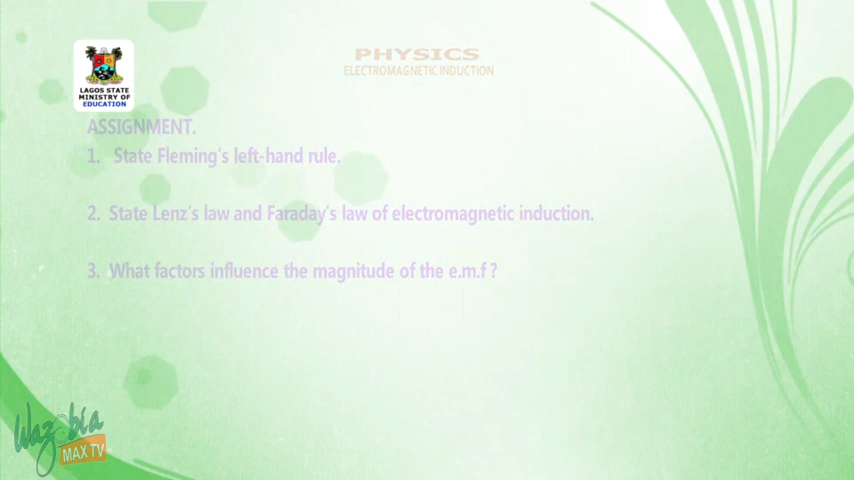 PHYSICS
ELECTROMAGNETIC INDUCTION
LAGOS STATE
MINISTRY OF
EDUCATION
ASSIGNMENT.
1. State Fleming's left-hand rule.
2. State Lenz's law and Faraday's law of electromagnetic induction.
3. What factors influence the magnitude of the e.m.f ?
Wazobia
MAX TV